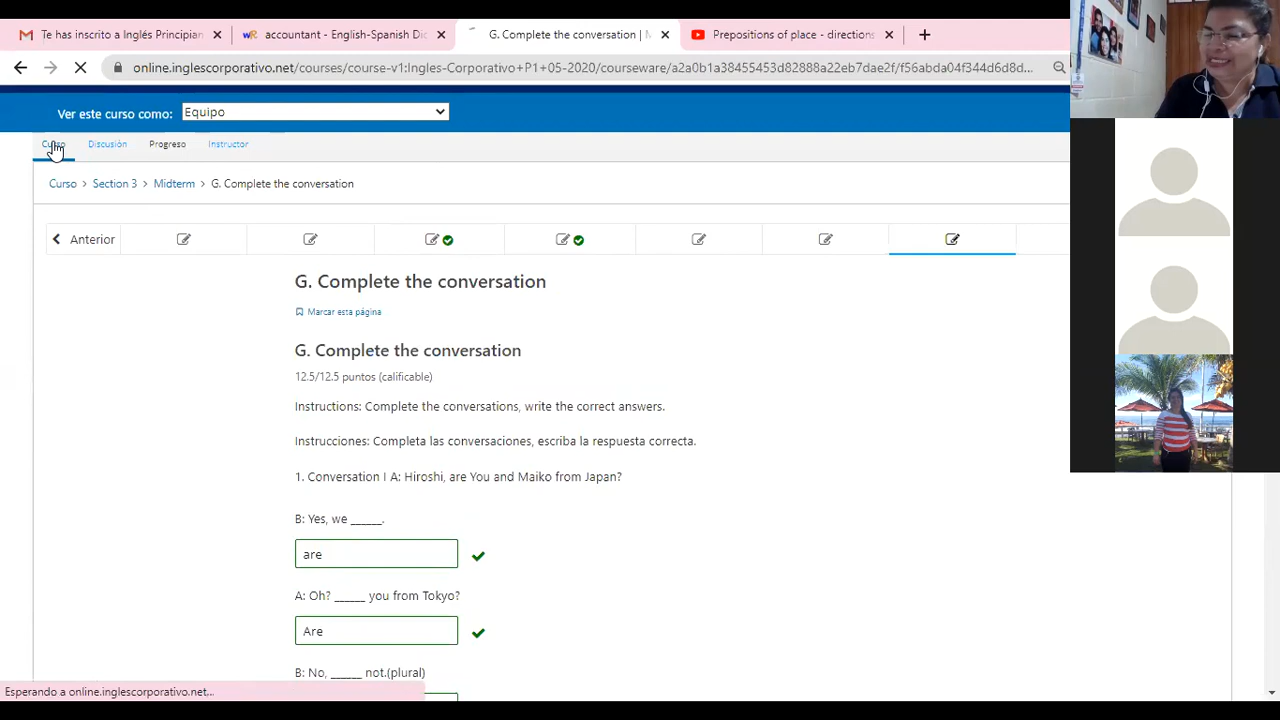 Te has inscrito a Inglés Principian
accountant - English-Spanish Dic
G. Complete the conversation | M
Prepositions of place - directions
online.inglescorporativo.net/courses/course-v1:Ingles-Corporativo+P1+05-2020/courseware/a2a0b1a38455453d82888a22eb7dae2f/f56abda04f344d6d8d...
Ver este curso como: Equipo
Curso Discusión Progreso Instructor
Curso > Section 3 > Midterm > G. Complete the conversation
Anterior
G. Complete the conversation
Marcar esta página
G. Complete the conversation
12.5/12.5 puntos (calificable)
Instructions: Complete the conversations, write the correct answers.
Instrucciones: Completa las conversaciones, escriba la respuesta correcta.
1. Conversation I A: Hiroshi, are You and Maiko from Japan?
B: Yes, we ______.
are
A: Oh? ______ you from Tokyo?
Are
B: No, ______ not.(plural)
Esperando a online.inglescorporativo.net...